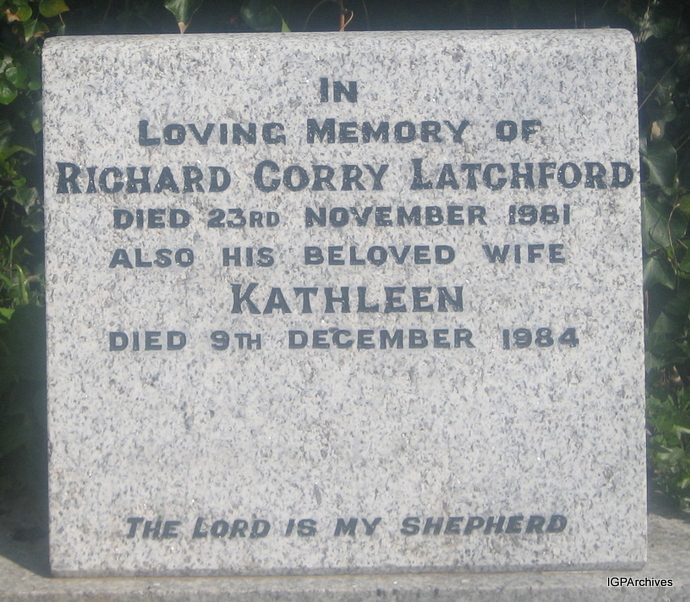 IN
LOVING MEMORY OF
RICHARD CORRY LATCHFORD
DIED 23RD NOVEMBER 1981
ALSO HIS BELOVED WIFE
KATHLEEN
DIED 9TH DECEMBER 1984
THE LORD IS MY SHEPHERD
IGPArchives